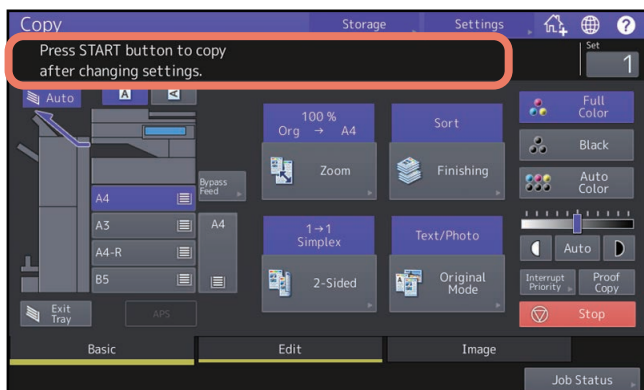 Copy
Storage
Settings
?
Press START button to copy
after changing settings.
Set
1
Auto
A
A
Full
Color
100 %
Org → A4
Sort
Black
Zoom
Finishing
Auto
Color
Bypass
Feed
A4
A3
A4
A4-R
B5
1→1
Simplex
Text/Photo
Auto
2-Sided
Original
Mode
Interrupt
Priority
Proof
Copy
Exit
Tray
APS
Stop
Basic
Edit
Image
Job Status